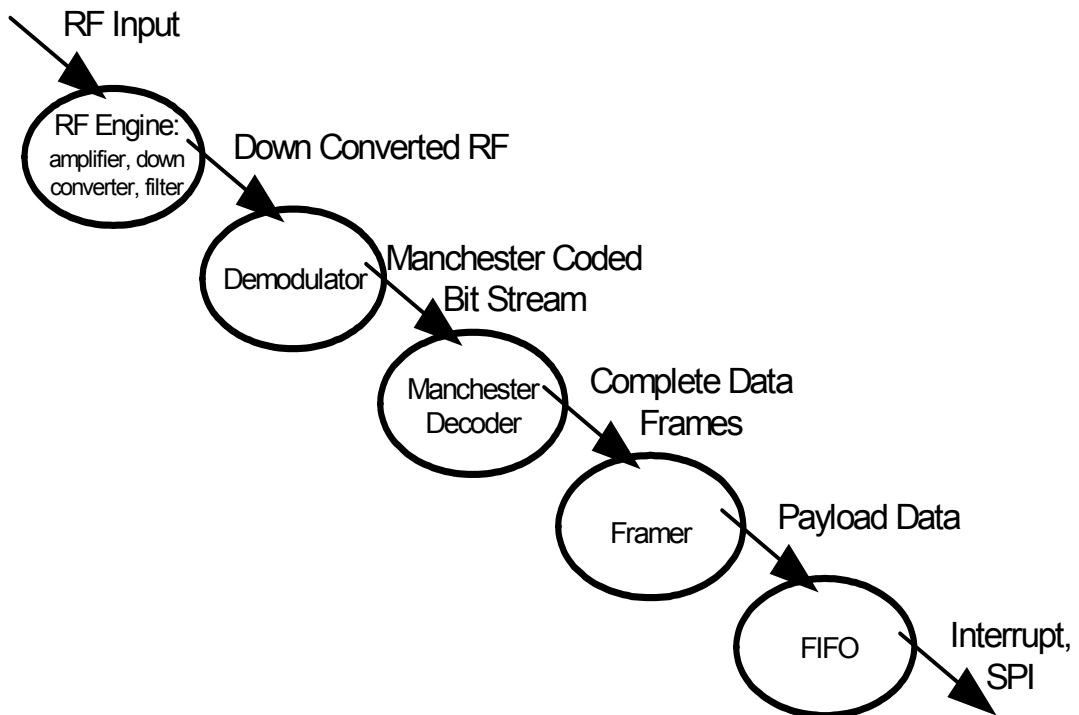 RF Input
RF Engine:
amplifier, down
converter, filter
Down Converted RF
Demodulator
Manchester Coded
Bit Stream
Manchester
Decoder
Complete Data
Frames
Framer
Payload Data
FIFO
Interrupt,
SPI